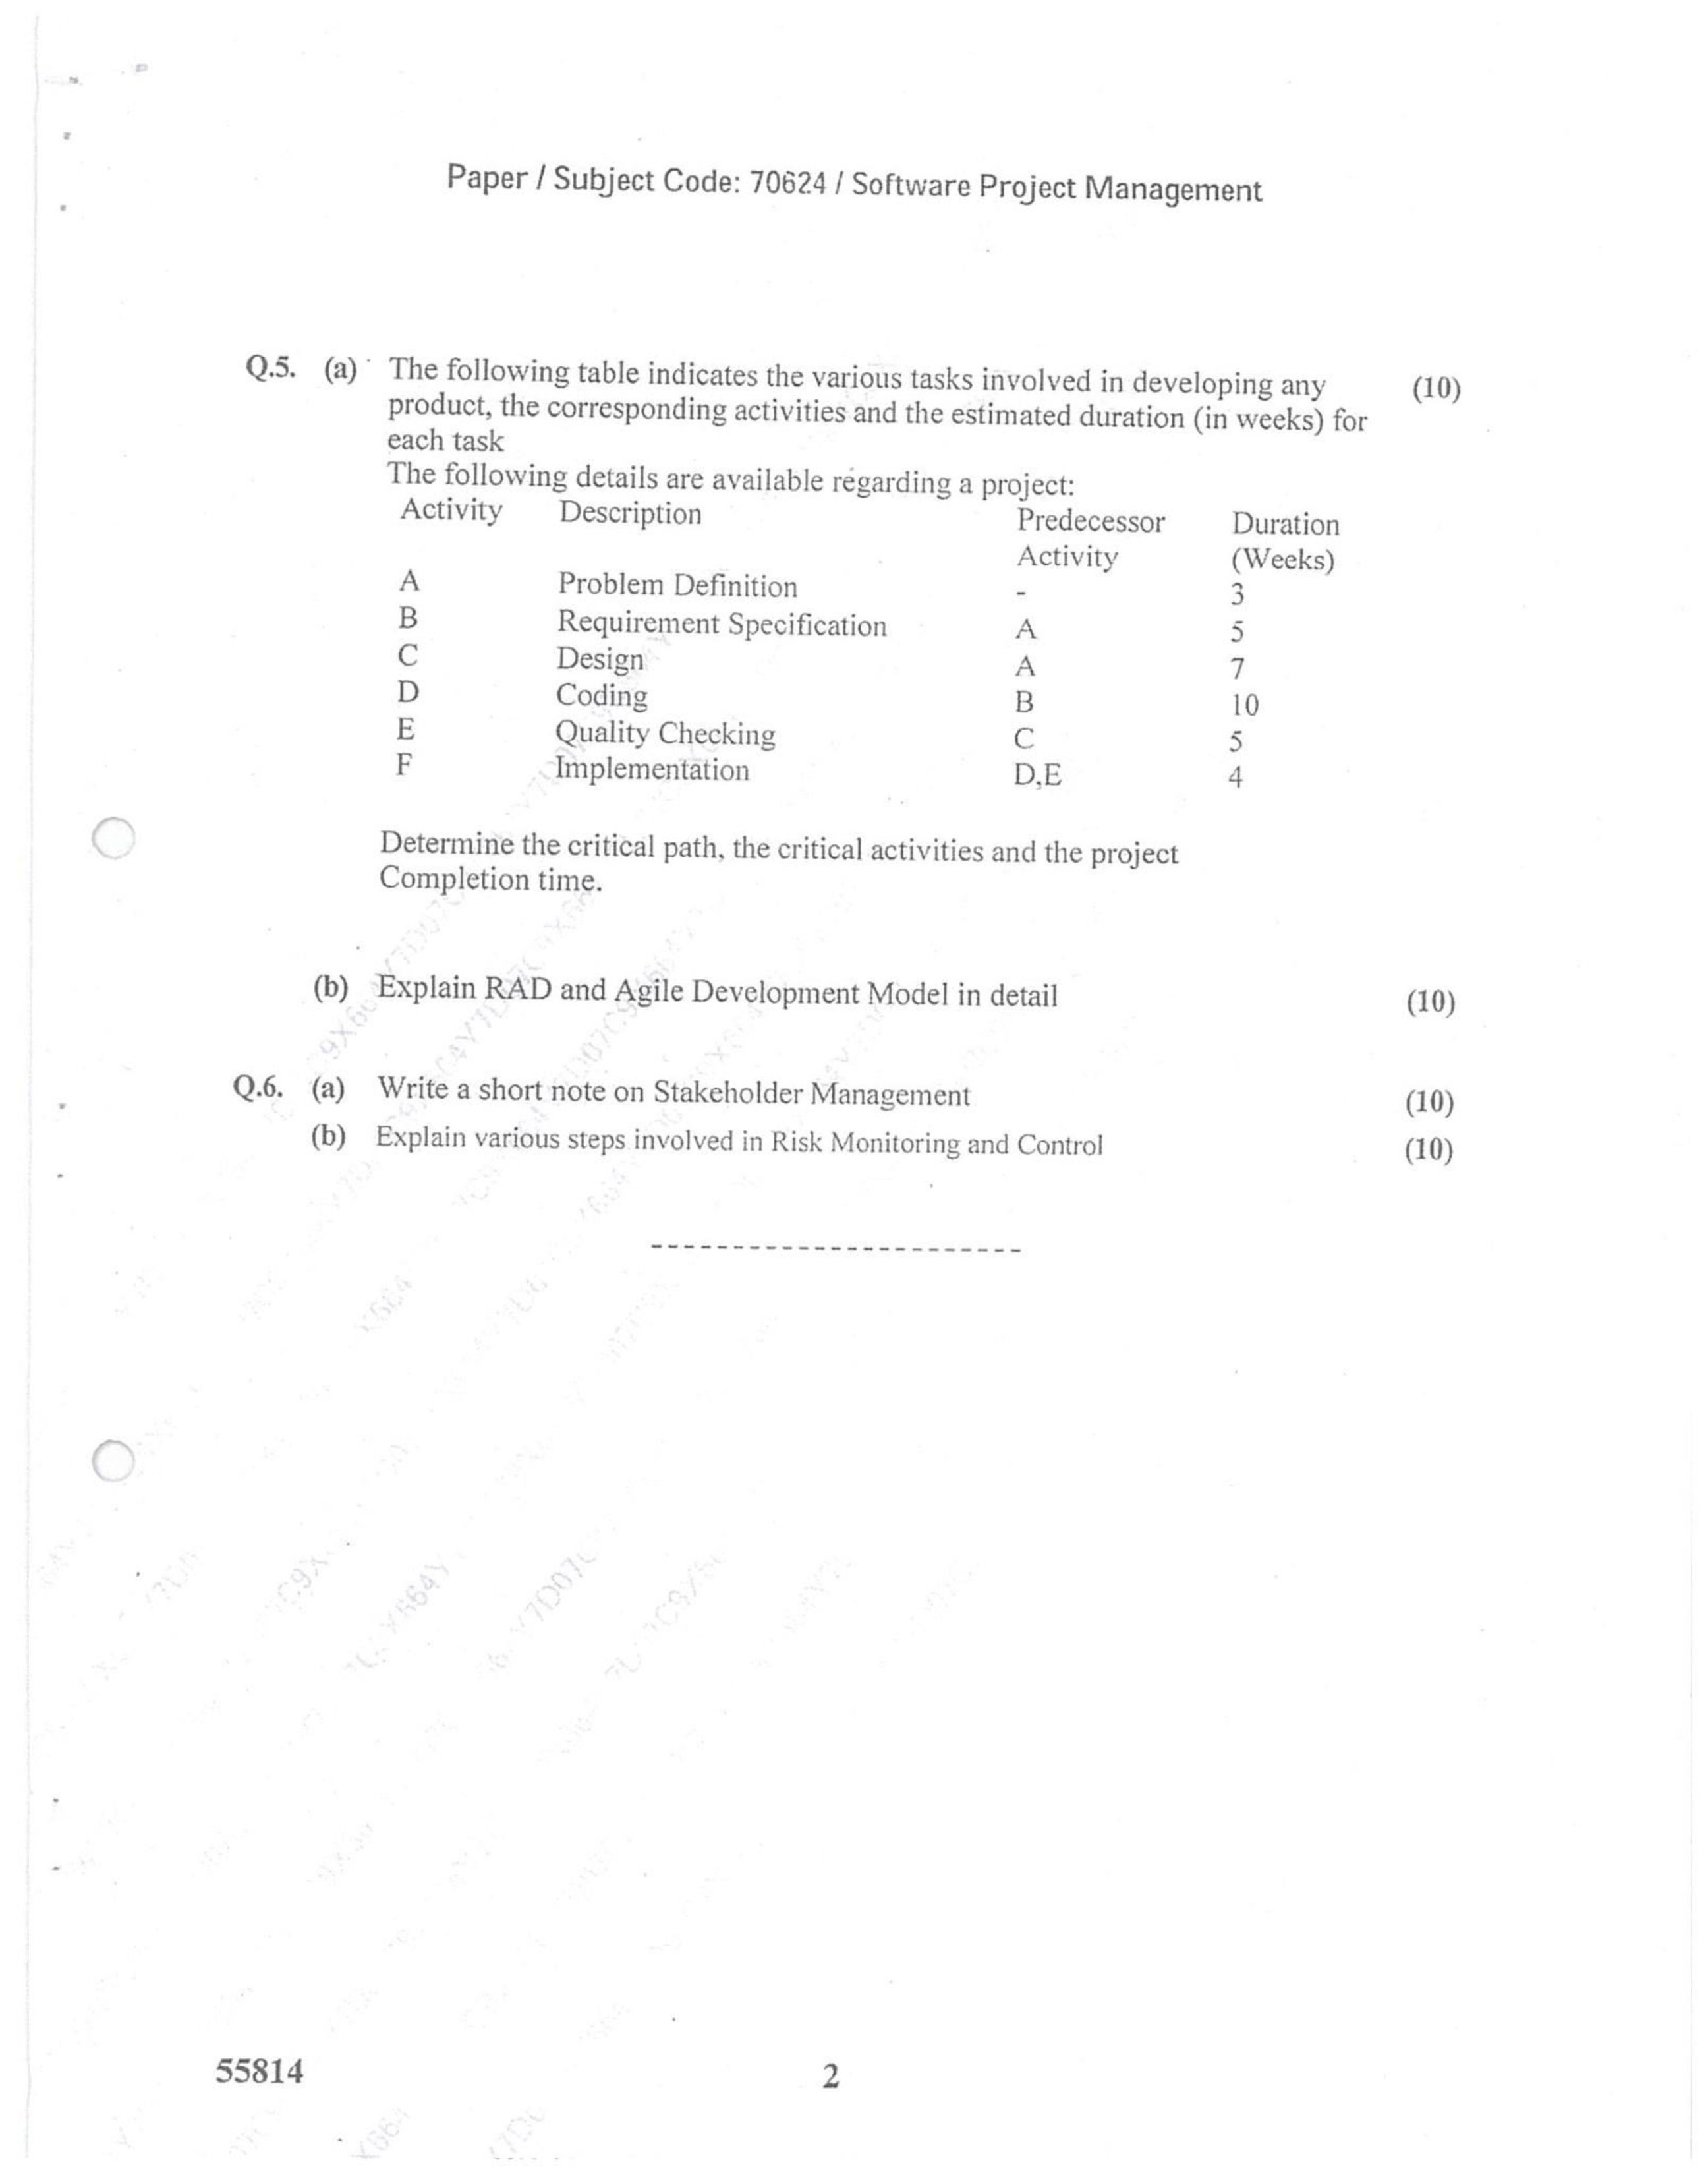 Paper / Subject Code: 70624 / Software Project Management
Q.5. (a) The following table indicates the various tasks involved in developing any (10)
product, the corresponding activities and the estimated duration (in weeks) for
each task
The following details are available regarding a project:
Activity Description Predecessor Activity Duration (Weeks)
A Problem Definition - 3
B Requirement Specification A 5
C Design A 7
D Coding B 10
E Quality Checking C 5
F Implementation D,E 4
Determine the critical path, the critical activities and the project
Completion time.
(b) Explain RAD and Agile Development Model in detail (10)
Q.6. (a) Write a short note on Stakeholder Management (10)
(b) Explain various steps involved in Risk Monitoring and Control (10)
------------------------
55814 2